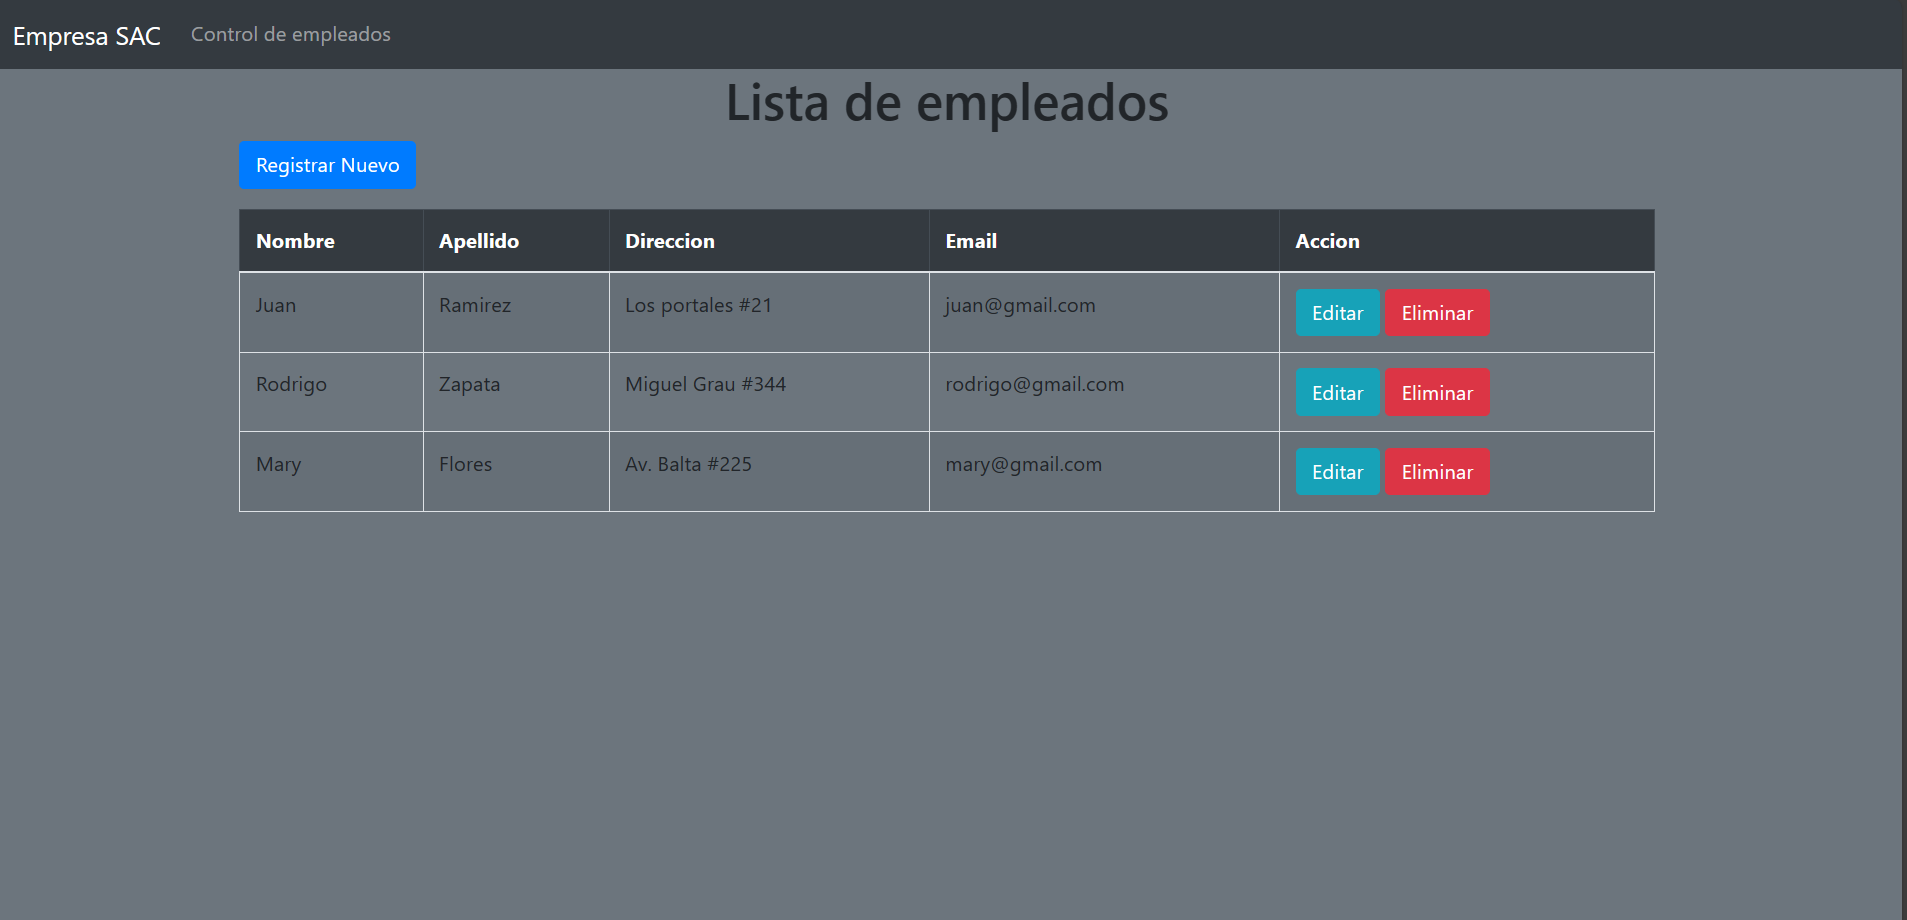 Empresa SAC Control de empleados
Lista de empleados
Registrar Nuevo
Nombre Apellido Direccion Email Accion
Juan Ramirez Los portales #21 juan@gmail.com Editar Eliminar
Rodrigo Zapata Miguel Grau #344 rodrigo@gmail.com Editar Eliminar
Mary Flores Av. Balta #225 mary@gmail.com Editar Eliminar